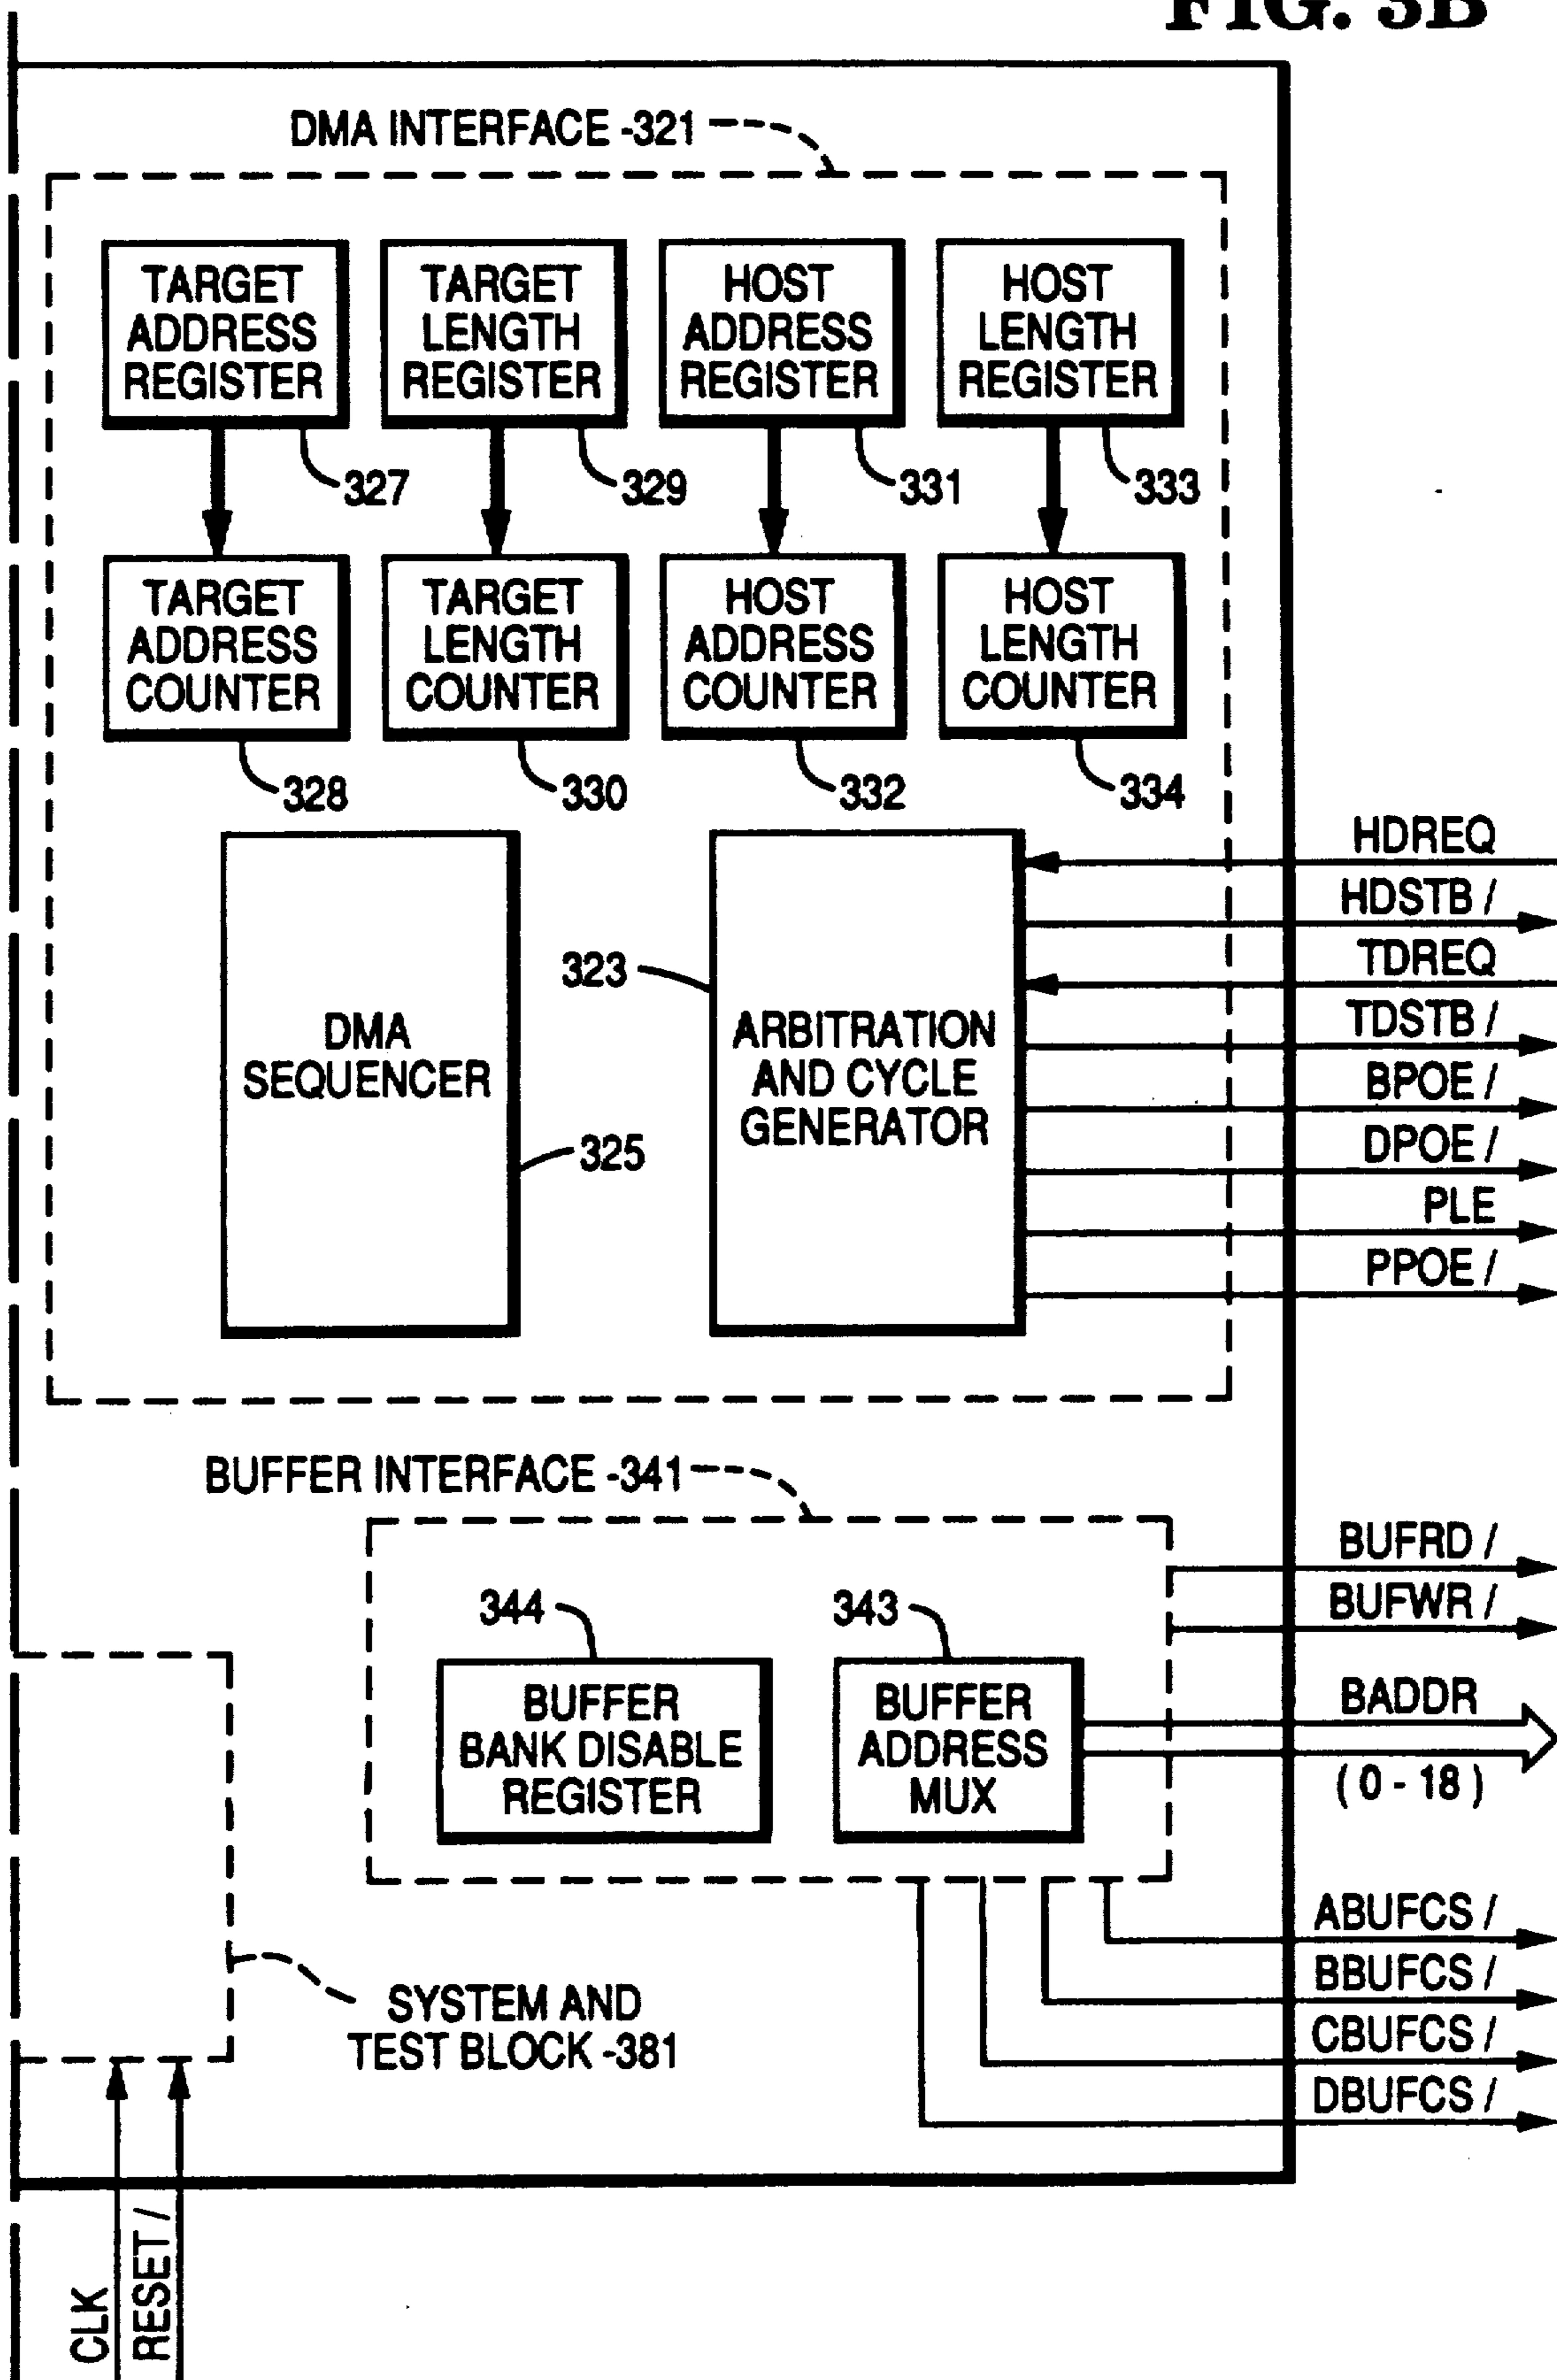 FIG. 3B
DMA INTERFACE -321
TARGET
ADDRESS
REGISTER
TARGET
LENGTH
REGISTER
HOST
ADDRESS
REGISTER
HOST
LENGTH
REGISTER
327
329
331
333
TARGET
ADDRESS
COUNTER
TARGET
LENGTH
COUNTER
HOST
ADDRESS
COUNTER
HOST
LENGTH
COUNTER
328
330
332
334
DMA
SEQUENCER
325
323
ARBITRATION
AND CYCLE
GENERATOR
HDREQ
HDSTB /
TDREQ
TDSTB /
BPOE /
DPOE /
PLE
PPOE /
BUFFER INTERFACE -341
344
343
BUFFER
BANK DISABLE
REGISTER
BUFFER
ADDRESS
MUX
BUFRD /
BUFWR /
BADDR
( 0 - 18 )
ABUFCS /
BBUFCS /
CBUFCS /
DBUFCS /
SYSTEM AND
TEST BLOCK -381
CLK
RESET /